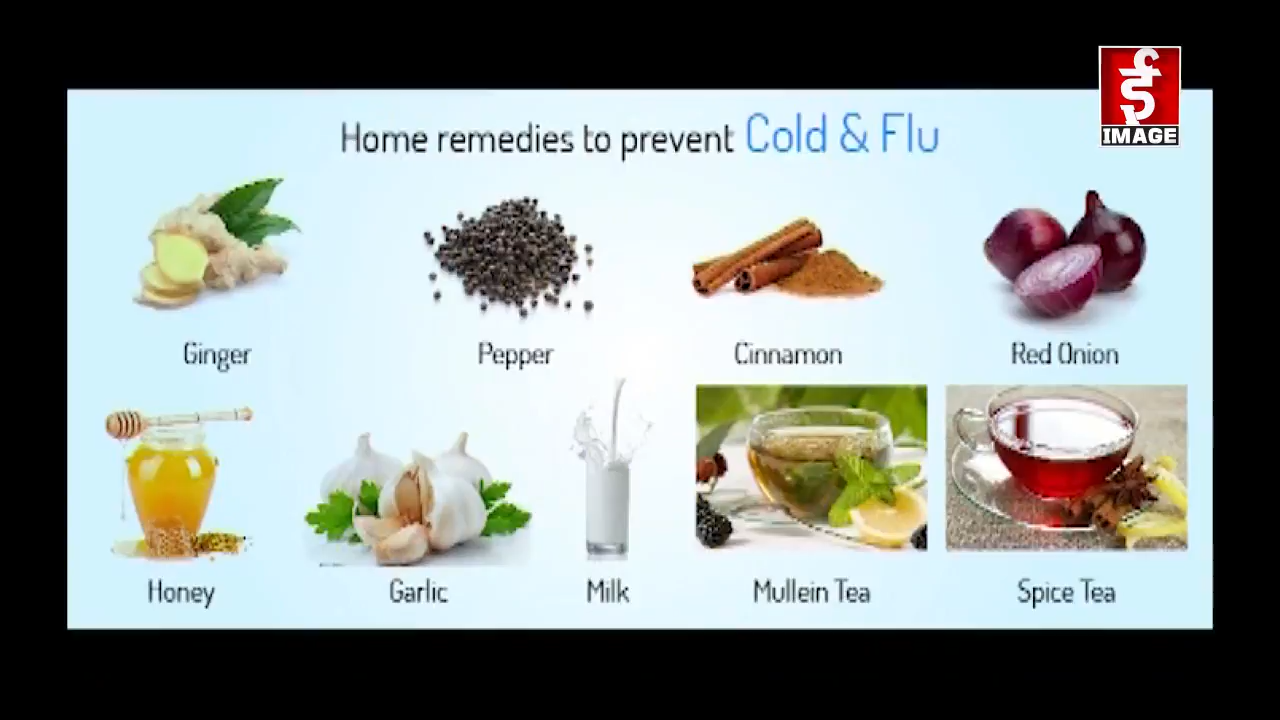 IMAGE
Home remedies to prevent Cold & Flu
Ginger
Pepper
Cinnamon
Red Onion
Honey
Garlic
Milk
Mullein Tea
Spice Tea